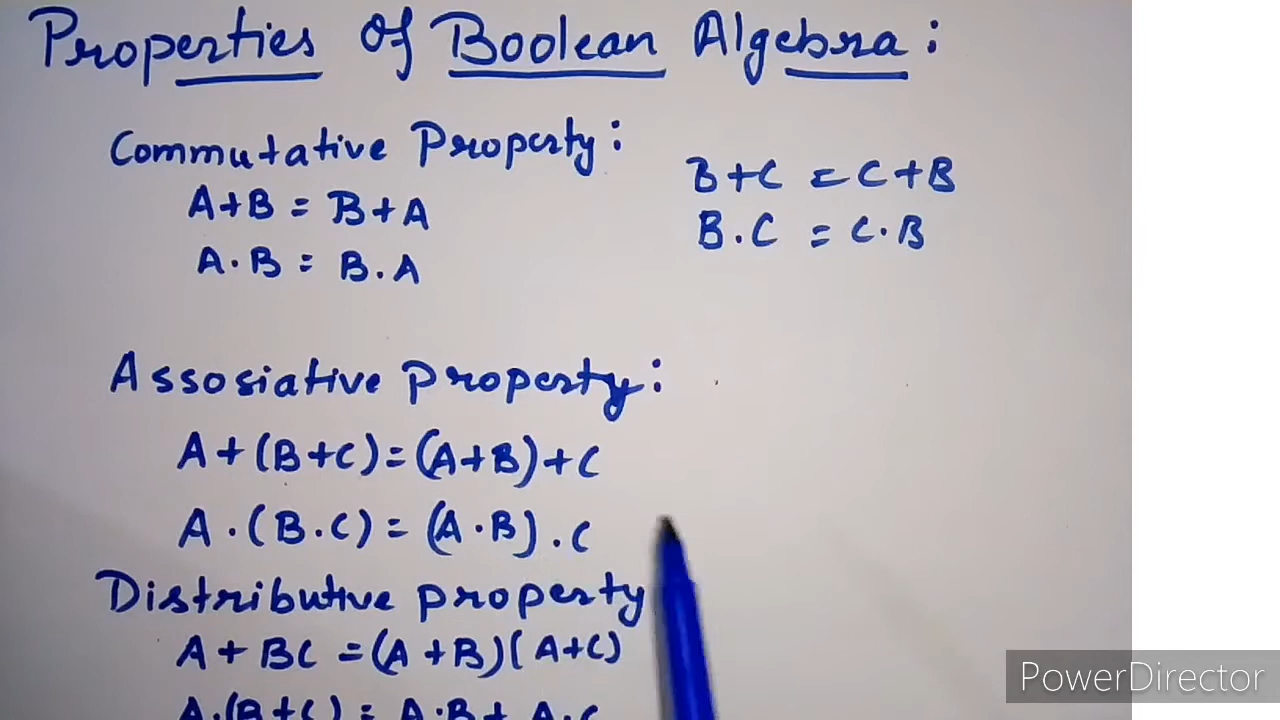 Properties Of Boolean Algebra:
Commutative Property:
A+B = B+A
A.B = B.A
B+C = C+B
B.C = C.B
Assosiative Property:
A+(B+C)=(A+B)+C
A.(B.C)=(A.B).C
Distributive property
A+BC =(A+B)(A+C)
A.(B+C) = A.B+ A.C
PowerDirector